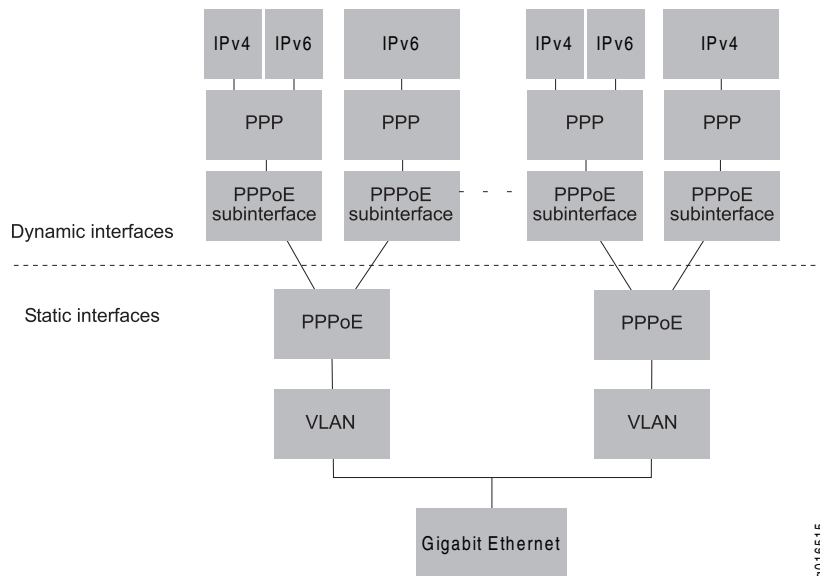 IPv4 IPv6 IPv6 IPv4 IPv6 IPv4
PPP PPP PPP PPP
PPPoE subinterface
PPPoE subinterface
PPPoE subinterface
PPPoE subinterface
Dynamic interfaces
Static interfaces
PPPoE PPPoE
VLAN VLAN
Gigabit Ethernet
g016515